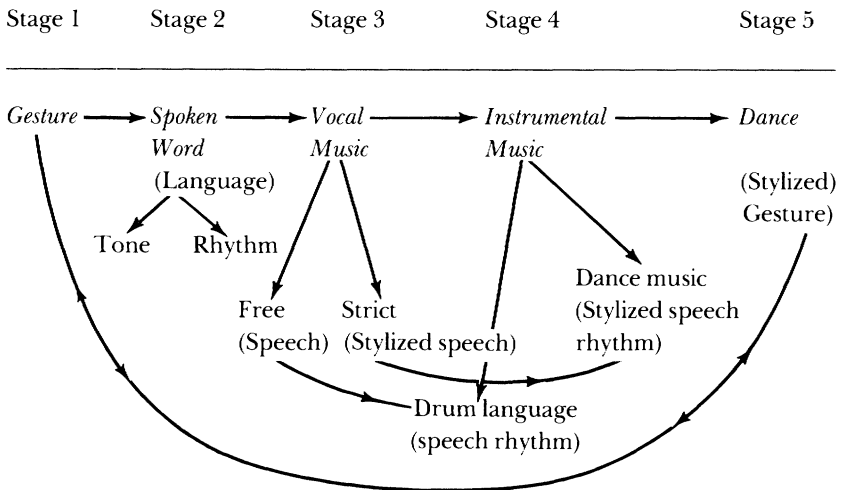 Stage 1 Stage 2 Stage 3 Stage 4 Stage 5
Gesture Spoken Vocal Instrumental Dance
Word Music Music
(Language) (Stylized)
Gesture)
Tone Rhythm
Dance music
Free Strict (Stylized speech
(Speech) (Stylized speech) rhythm)
Drum language
(speech rhythm)